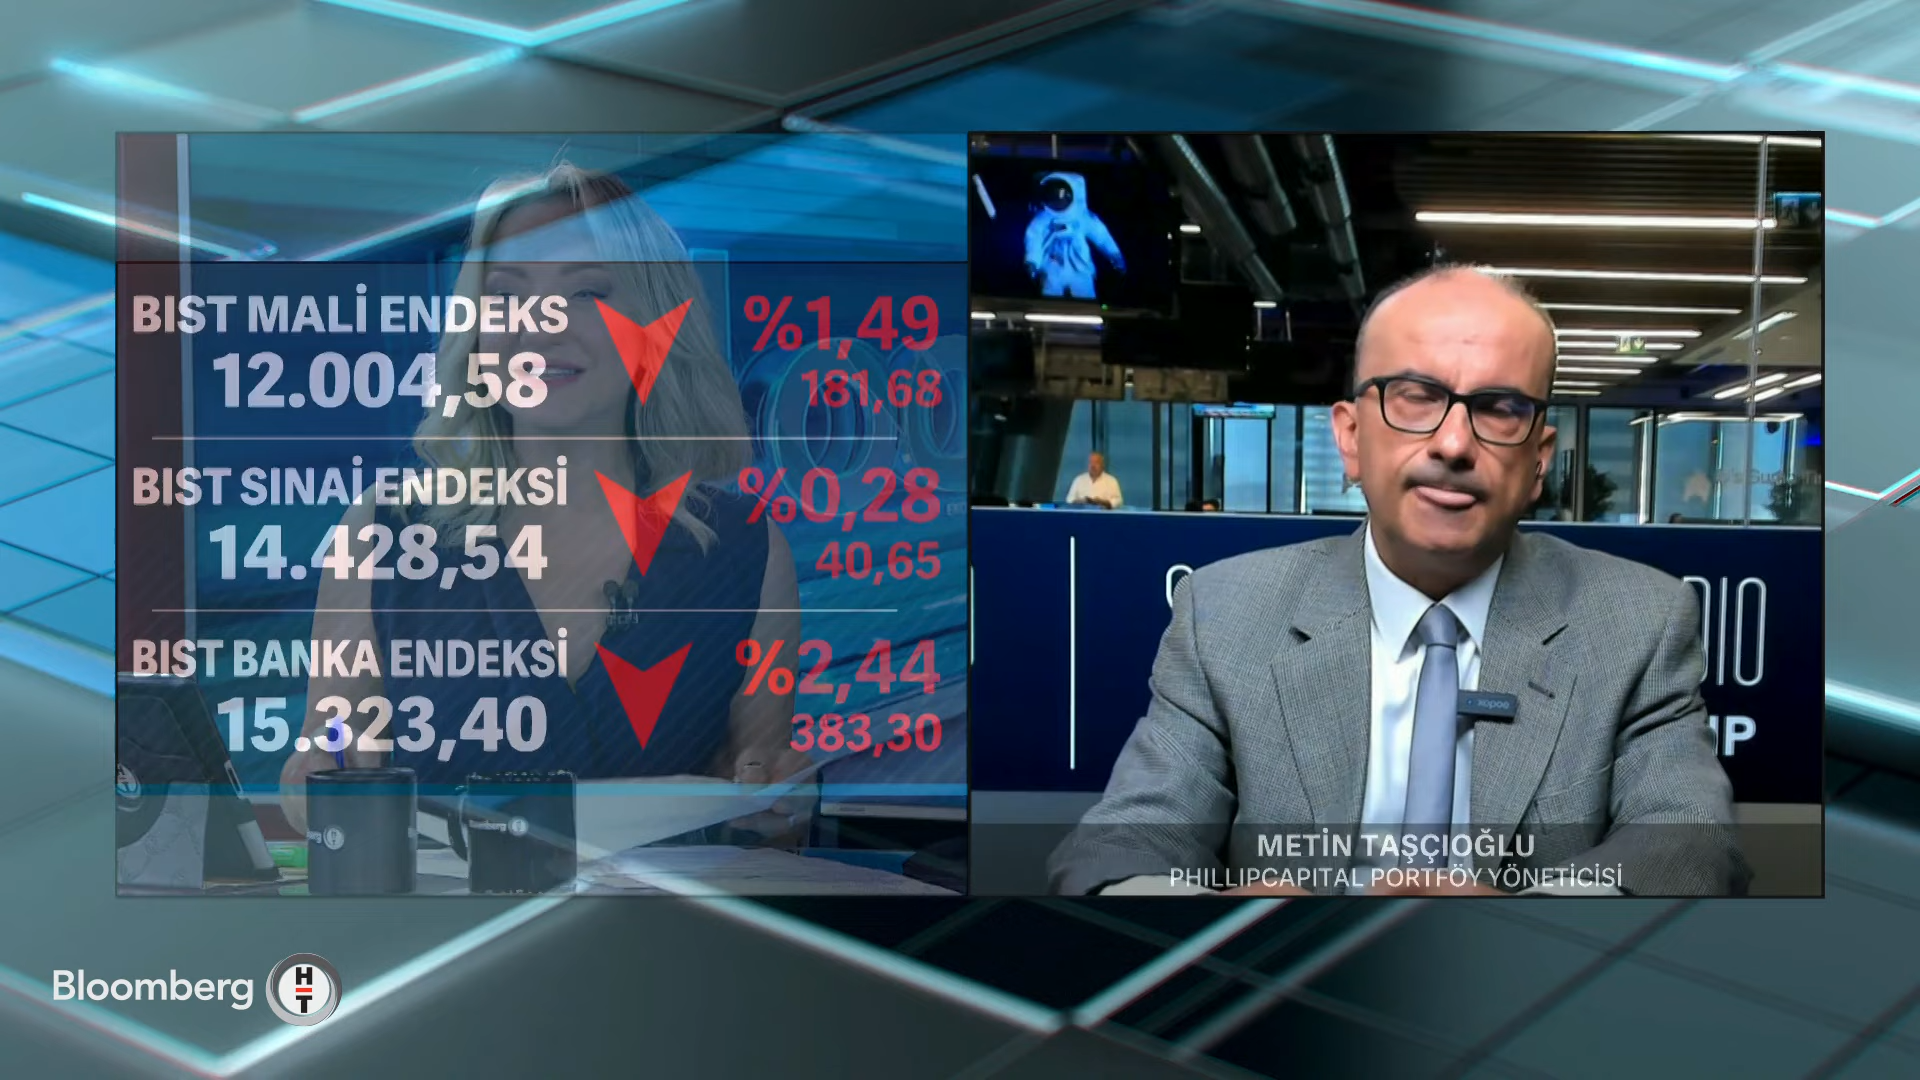 BIST MALİ ENDEKS
%1,49
12.004,58
181,68
BIST SINAİ ENDEKSİ
%0,28
14.428,54
40,65
BIST BANKA ENDEKSİ
%2,44
15.323,40
383,30
DIO
IP
METİN TAŞÇIOĞLU
PHILLIPCAPITAL PORTFÖY YÖNETİCİSİ
Bloomberg HT